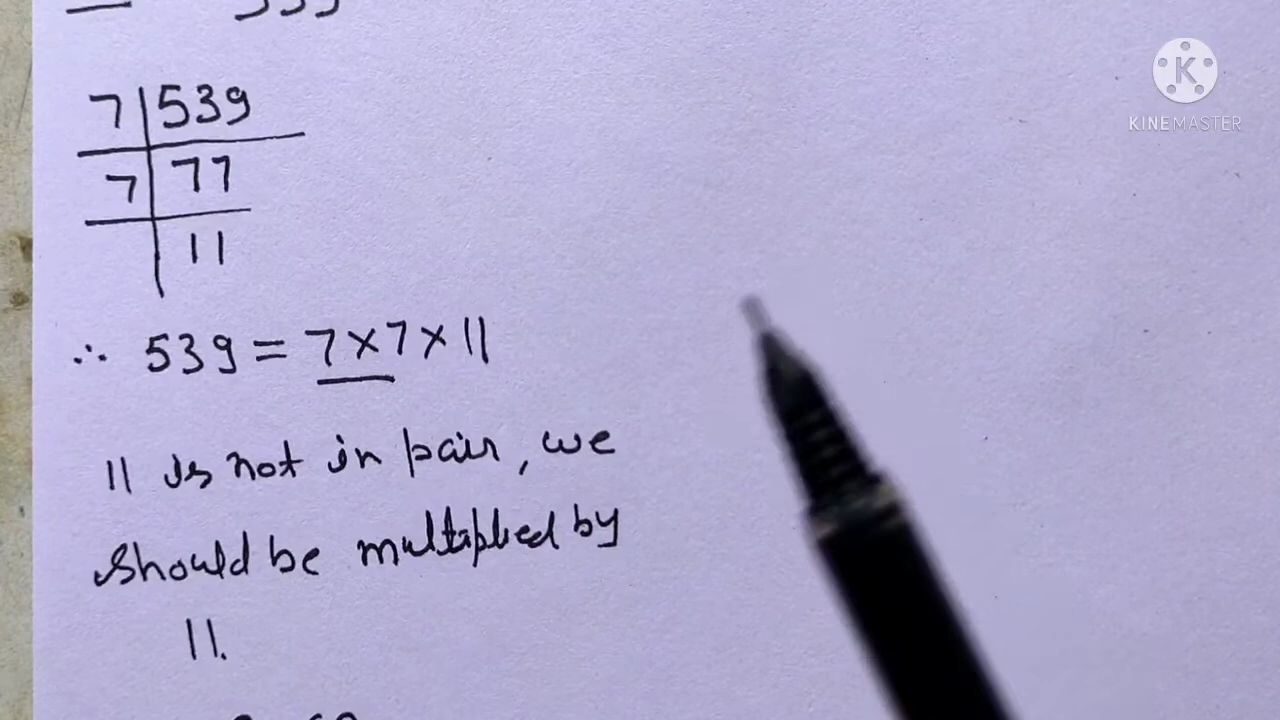 539
7 539
7 77
11
∴ 539 = 7×7×11
11 is not in pair, we
should be multiplied by
11.
KINEMASTER